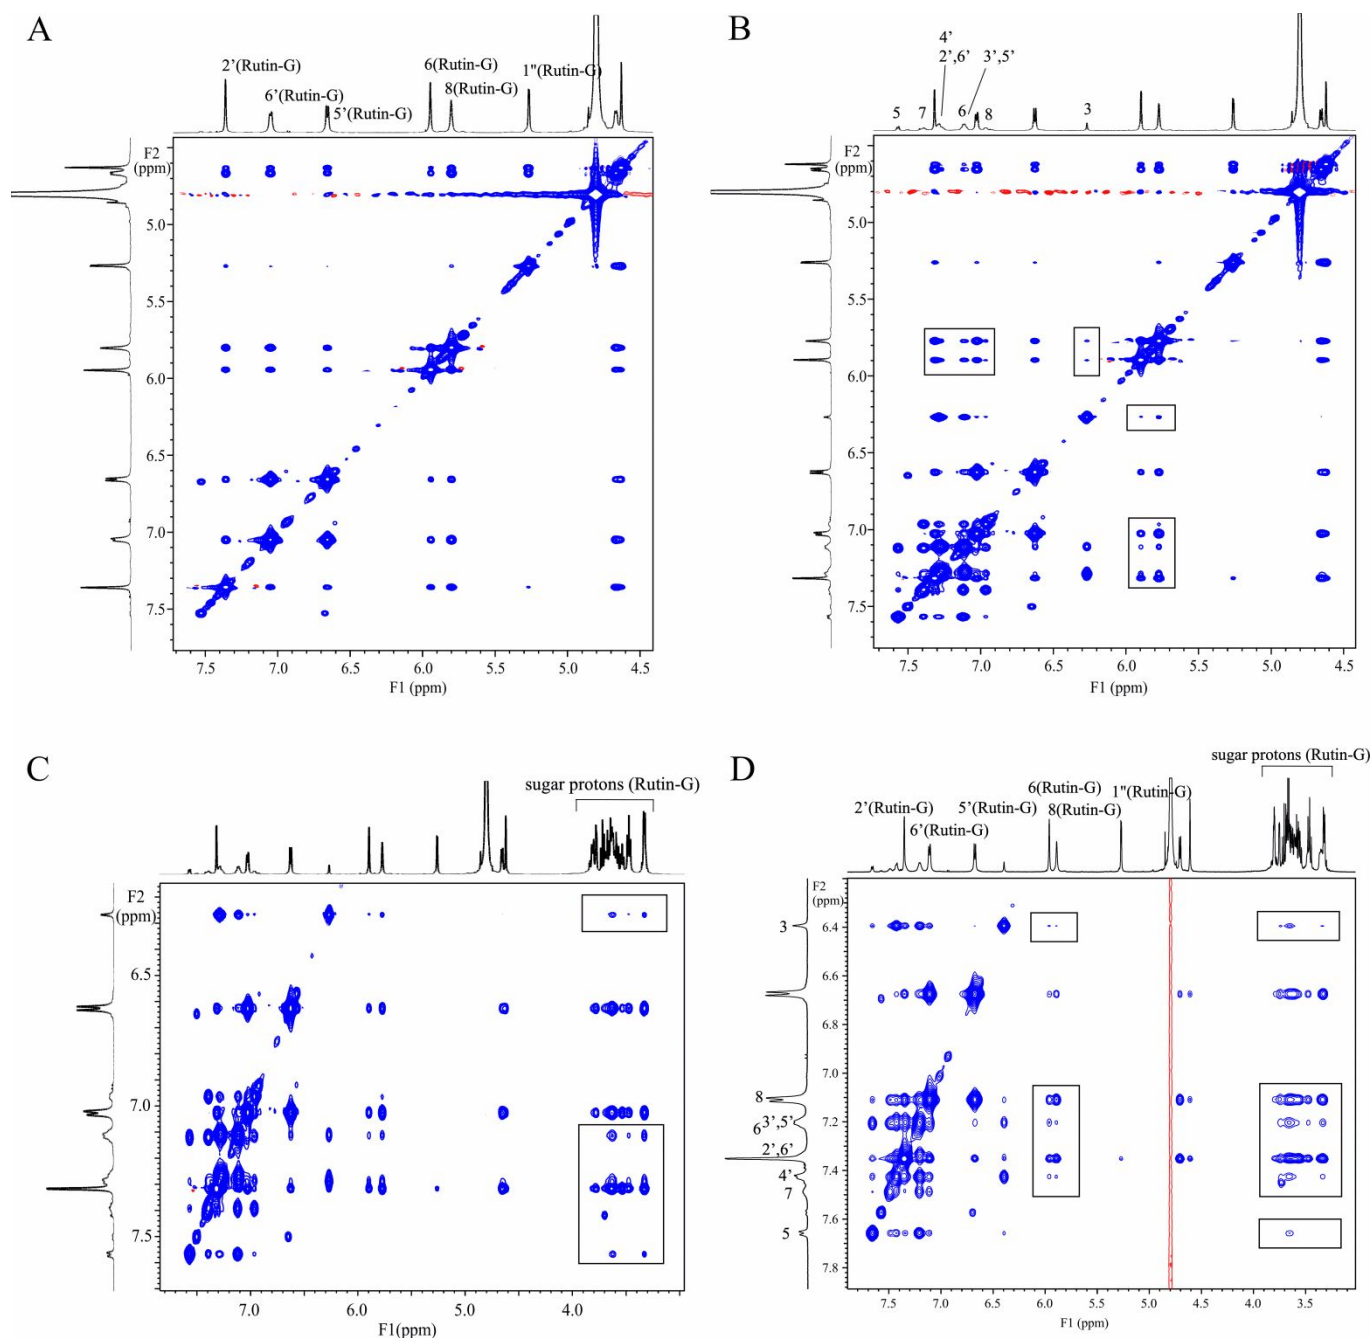 A
2'(Rutin-G)
6'(Rutin-G)
5'(Rutin-G)
6(Rutin-G)
8(Rutin-G)
1''(Rutin-G)
F2
(ppm)
5.0
5.5
6.0
6.5
7.0
7.5
7.5 7.0 6.5 6.0 5.5 5.0 4.5
F1 (ppm)
B
4'
2',6'
3',5'
5 7 6 8 3
F2
(ppm)
5.0
5.5
6.0
6.5
7.0
7.5
7.5 7.0 6.5 6.0 5.5 5.0 4.5
F1 (ppm)
C
sugar protons (Rutin-G)
F2
(ppm)
6.5
7.0
7.5
7.0 6.0 5.0 4.0
F1(ppm)
D
sugar protons (Rutin-G)
6(Rutin-G)
2'(Rutin-G) 5'(Rutin-G) 8(Rutin-G) 1''(Rutin-G)
6'(Rutin-G)
F2
(ppm)
3
8
3',5'
6
2',6'
4'
7
5
6.4
6.6
6.8
7.0
7.2
7.4
7.6
7.8
7.5 7.0 6.5 6.0 5.5 5.0 4.5 4.0 3.5
F1 (ppm)